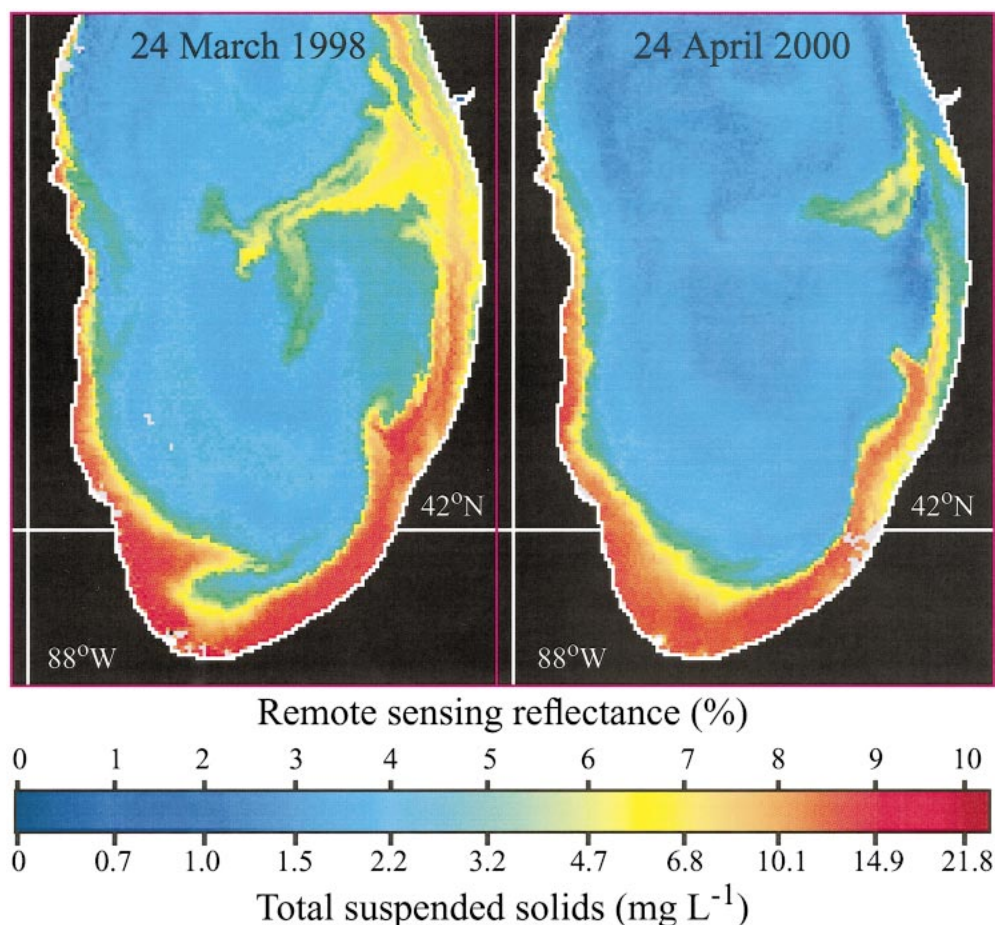 24 March 1998
24 April 2000
42°N
42°N
88°W
88°W
Remote sensing reflectance (%)
0 1 2 3 4 5 6 7 8 9 10
0 0.7 1.0 1.5 2.2 3.2 4.7 6.8 10.1 14.9 21.8
Total suspended solids (mg L⁻¹)